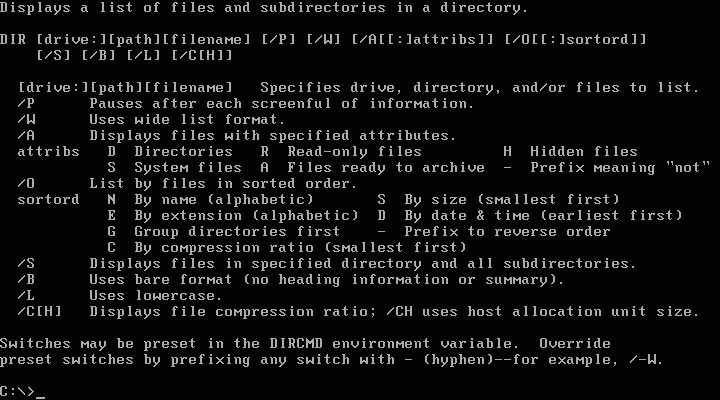 Displays a list of files and subdirectories in a directory.

DIR [drive:][path][filename] [/P] [/W] [/A[[:]attribs]] [/O[[:]sortord]]
    [/S] [/B] [/L] [/C[H]]

  [drive:][path][filename]   Specifies drive, directory, and/or files to list.
  /P      Pauses after each screenful of information.
  /W      Uses wide list format.
  /A      Displays files with specified attributes.
  attribs   D  Directories   R  Read-only files         H  Hidden files
            S  System files  A  Files ready to archive  -  Prefix meaning "not"
  /O      List by files in sorted order.
  sortord   N  By name (alphabetic)       S  By size (smallest first)
            E  By extension (alphabetic)  D  By date & time (earliest first)
            G  Group directories first    -  Prefix to reverse order
            C  By compression ratio (smallest first)
  /S      Displays files in specified directory and all subdirectories.
  /B      Uses bare format (no heading information or summary).
  /L      Uses lowercase.
  /C[H]   Displays file compression ratio; /CH uses host allocation unit size.

Switches may be preset in the DIRCMD environment variable.  Override
preset switches by prefixing any switch with - (hyphen)--for example, /-W.

C:\>_